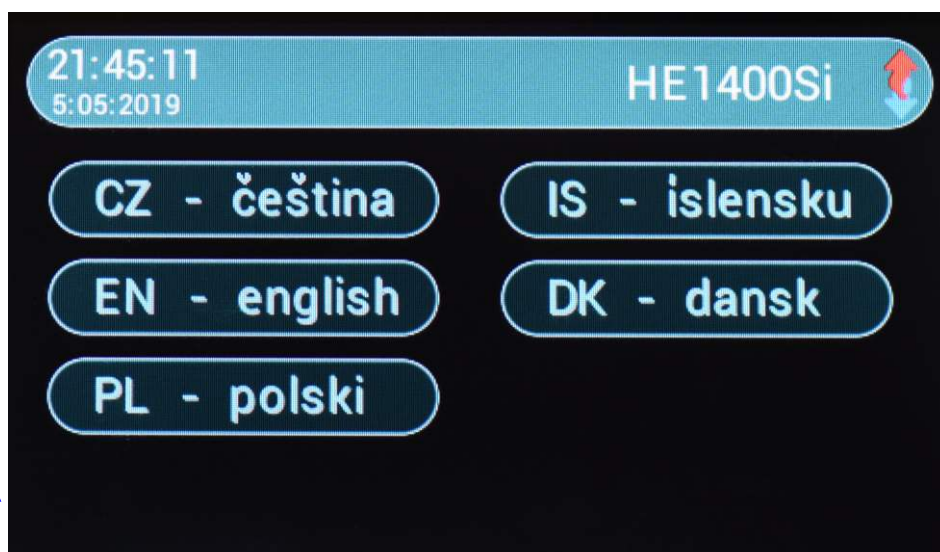 21:45:11
5:05:2019
HE1400Si
CZ - čeština
IS - íslensku
EN - english
DK - dansk
PL - polski